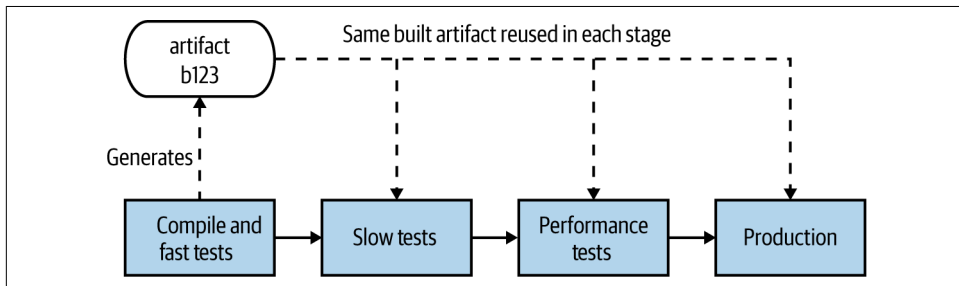 artifact
b123
Same built artifact reused in each stage
Generates
Compile and
fast tests
Slow tests
Performance
tests
Production